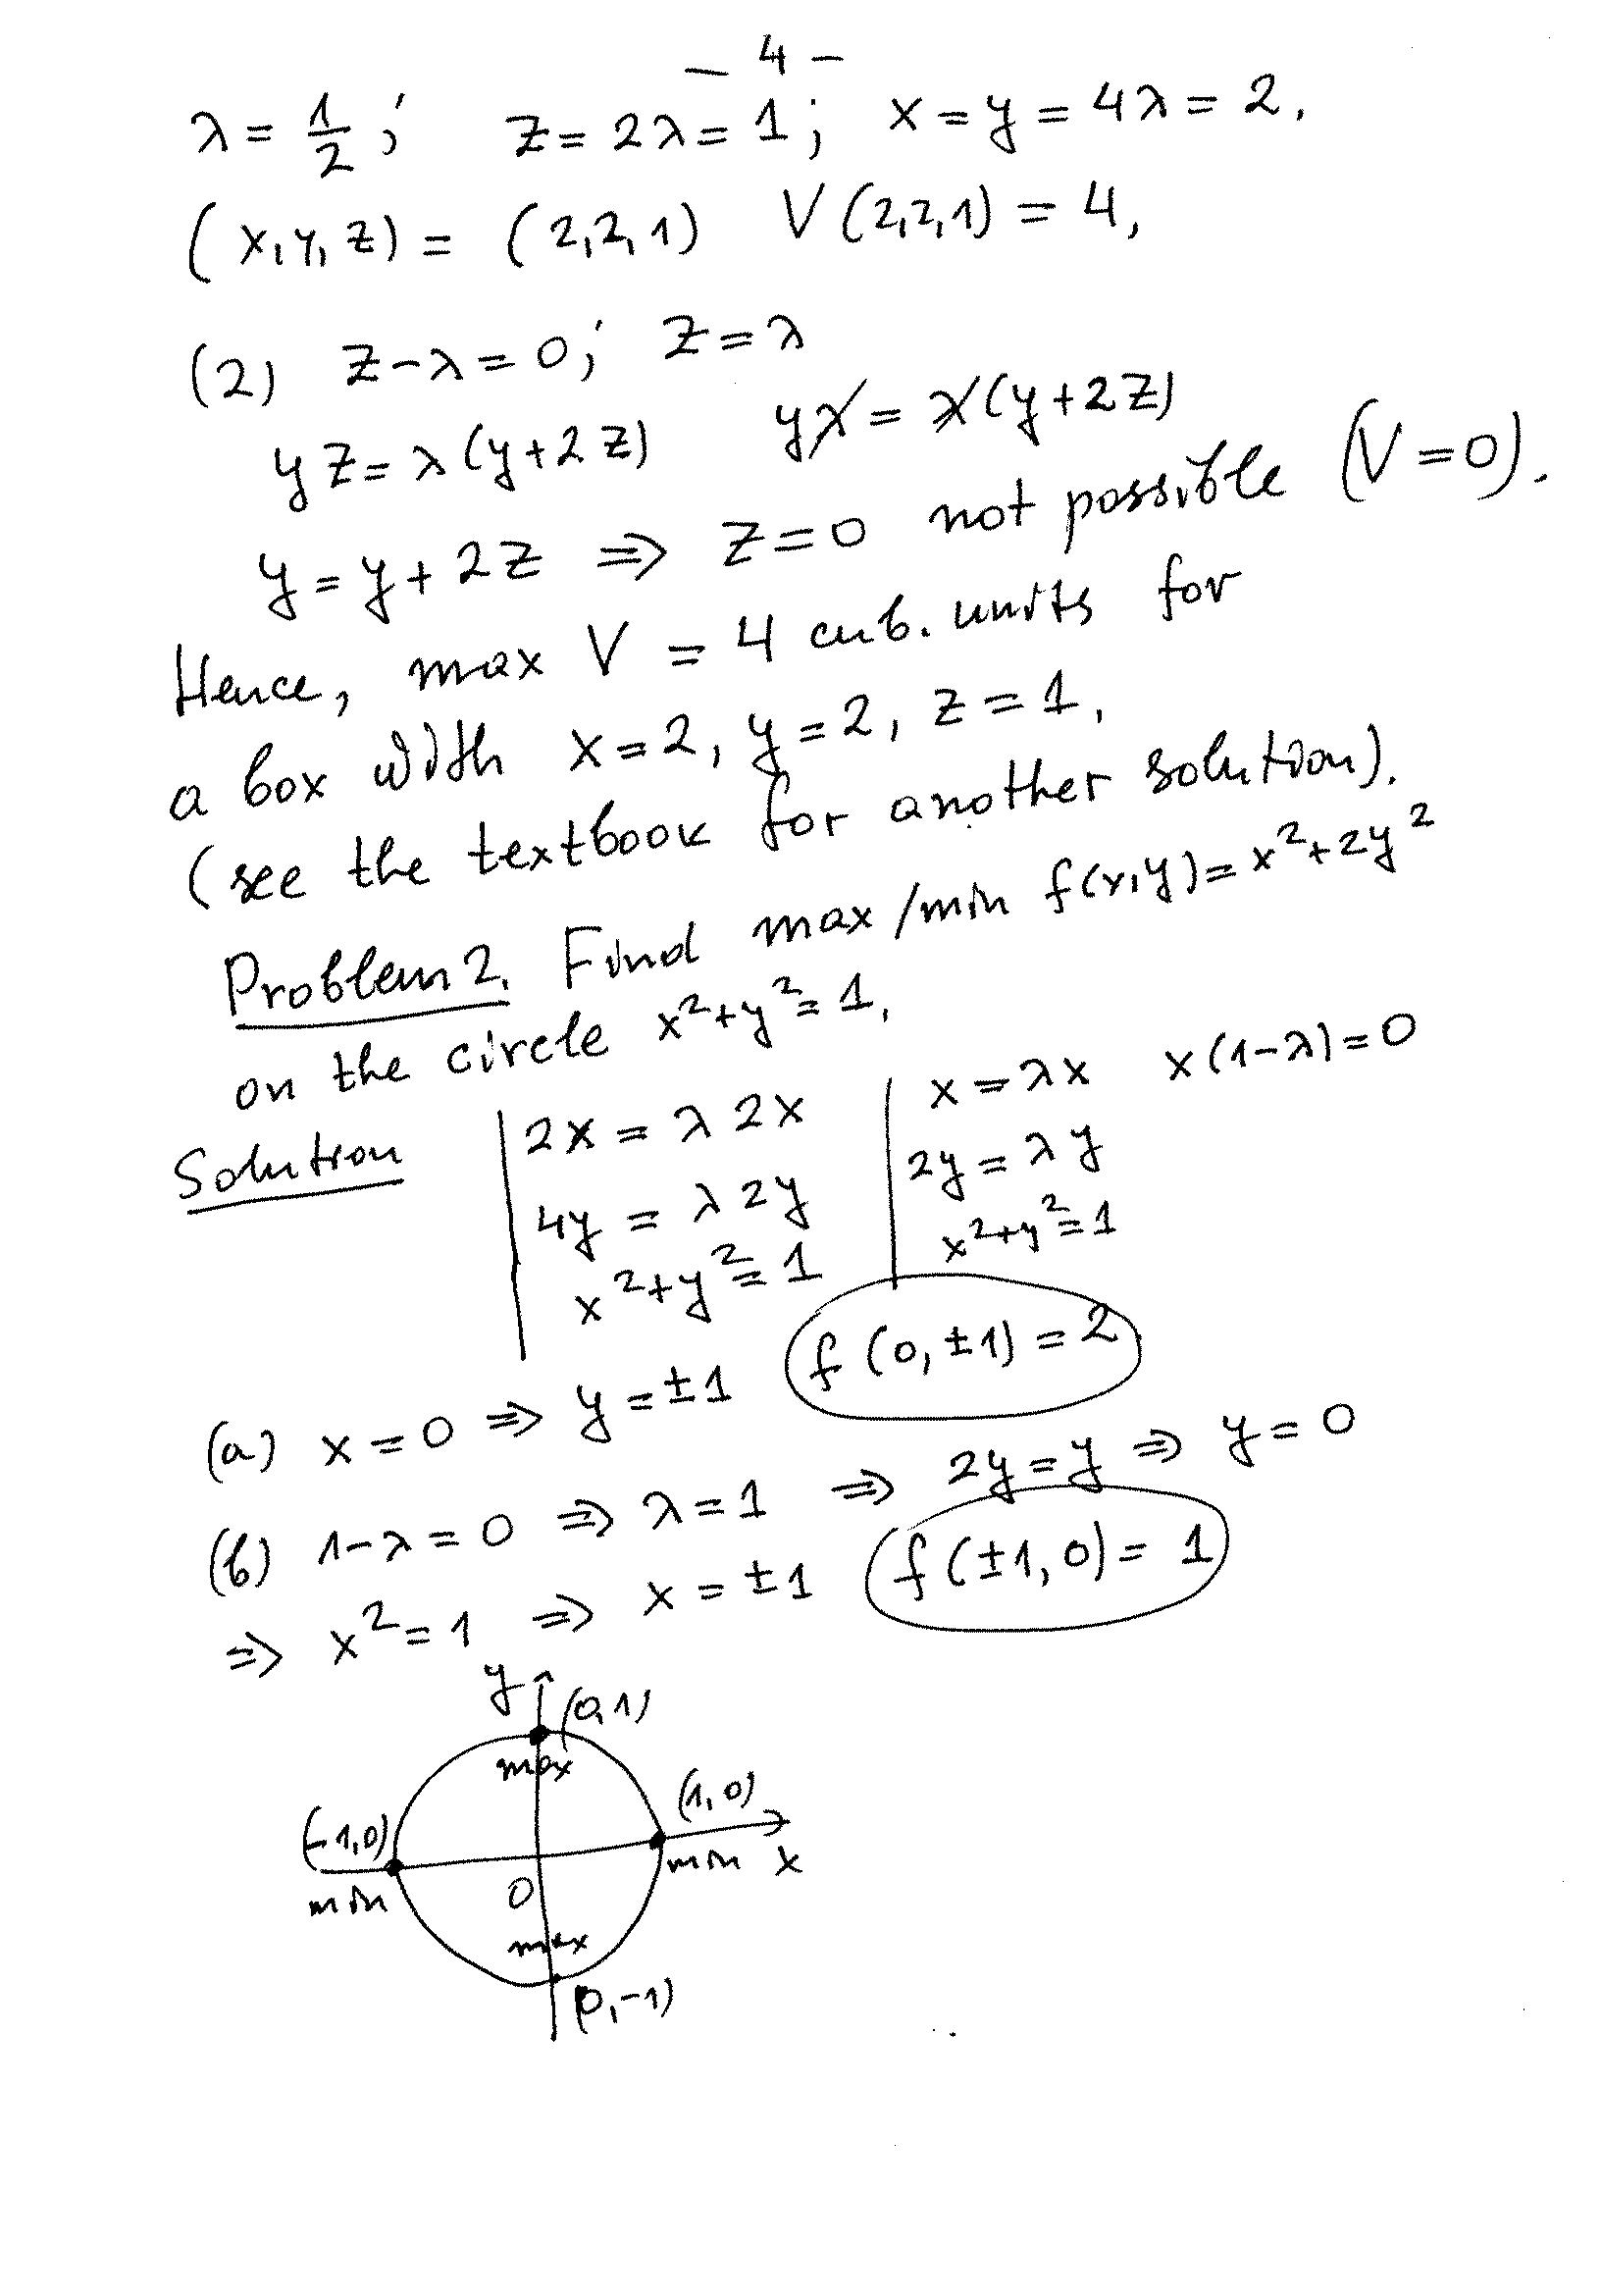 – 4 –
λ = 1/2 ; z = 2λ = 1; x = y = 4λ = 2.
(x, y, z) = (2,2,1) V(2,2,1) = 4,
(2) z-λ = 0; z = λ
yz = λ(y+2z) yλ = λ(y+2z)
y = y + 2z ⇒ z = 0 not possible (V = 0).
Hence, max V = 4 cub. units for
a box with x = 2, y = 2, z = 1.
(see the textbook for another solution).
Problem 2. Find max/min f(x,y) = x²+2y²
on the circle x²+y² = 1.
Solution
2x = λ 2x x = λx x(1-λ) = 0
4y = λ 2y 2y = λy
x²+y² = 1 x²+y² = 1
(a) x = 0 ⇒ y = ±1 f(0, ±1) = 2
(b) 1-λ = 0 ⇒ λ = 1 ⇒ 2y = y ⇒ y = 0
⇒ x² = 1 ⇒ x = ±1 f(±1, 0) = 1
y (0,1)
max
(1,0)
(-1,0)
min x
min
0
max
(0,-1)